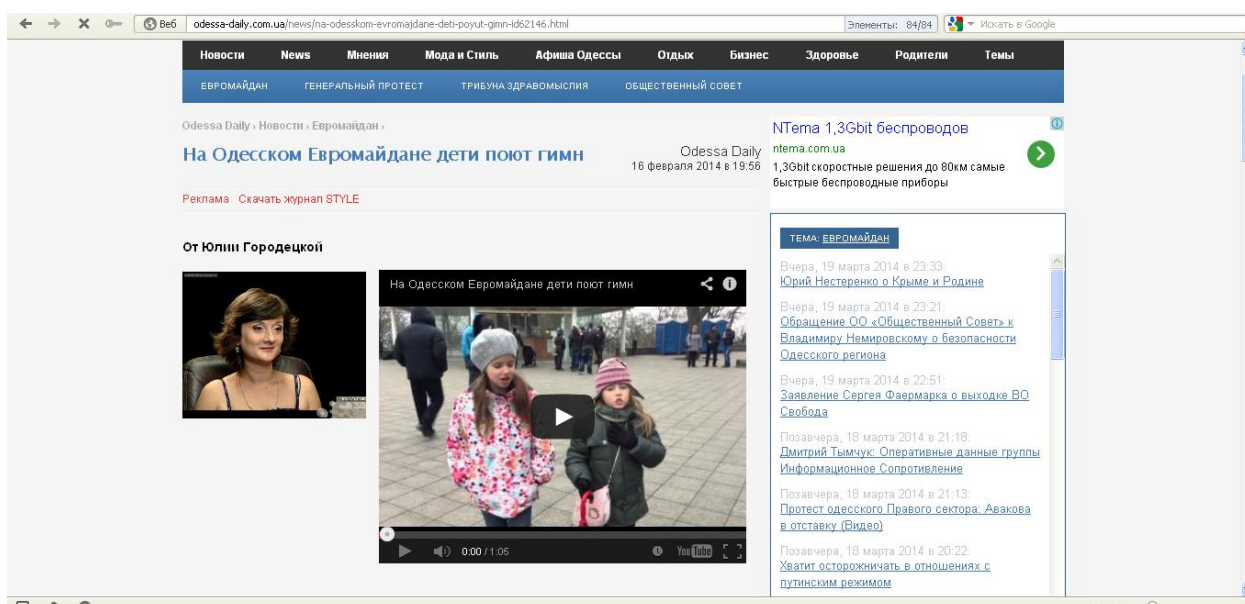 Веб
odessa-daily.com.ua/news/na-odesskom-evromajdane-deti-poyut-gimn-id62146.html
Элементы: 84/84
Искать в Google
Новости News Мнения Мода и Стиль Афиша Одессы Отдых Бизнес Здоровье Родители Темы
ЕВРОМАЙДАН ГЕНЕРАЛЬНЫЙ ПРОТЕСТ ТРИБУНА ЗДРАВОМЫСЛИЯ ОБЩЕСТВЕННЫЙ СОВЕТ
Odessa Daily › Новости › Евромайдан ›
На Одесском Евромайдане дети поют гимн
Odessa Daily
16 февраля 2014 в 19:56
Реклама Скачать журнал STYLE
От Юлии Городецкой
На Одесском Евромайдане дети поют гимн
0:00 / 1:05
YouTube
NTema 1,3Gbit беспроводов
ntema.com.ua
1,3Gbit скоростные решения до 80км самые
быстрые беспроводные приборы
ТЕМА: ЕВРОМАЙДАН
Вчера, 19 марта 2014 в 23:33:
Юрий Нестеренко о Крыме и Родине
Вчера, 19 марта 2014 в 23:21:
Обращение ОО «Общественный Совет» к
Владимиру Немировскому о безопасности
Одесского региона
Вчера, 19 марта 2014 в 22:51:
Заявление Сергея Фаермарка о выходке ВО
Свобода
Позавчера, 18 марта 2014 в 21:18:
Дмитрий Тымчук: Оперативные данные группы
Информационное Сопротивление
Позавчера, 18 марта 2014 в 21:13:
Протест одесского Правого сектора: Авакова
в отставку (Видео)
Позавчера, 18 марта 2014 в 20:22:
Хватит осторожничать в отношениях с
путинским режимом